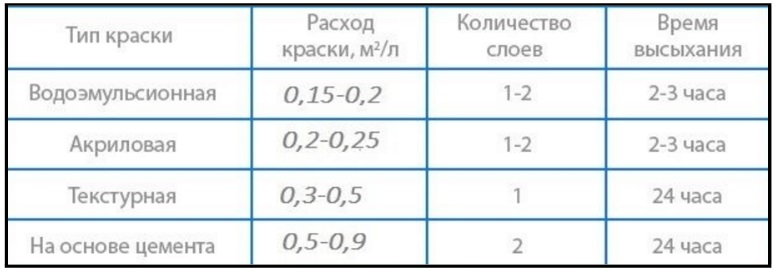 Тип краски
Расход
краски, м²/л
Количество
слоев
Время
высыхания
Водоэмульсионная
0,15-0,2
1-2
2-3 часа
Акриловая
0,2-0,25
1-2
2-3 часа
Текстурная
0,3-0,5
1
24 часа
На основе цемента
0,5-0,9
2
24 часа